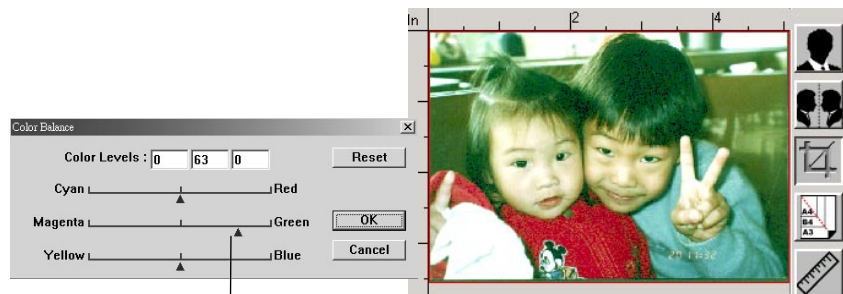 In 2 4
Color Balance
Color Levels : 0 63 0 Reset
Cyan Red
Magenta Green OK
Yellow Blue Cancel
A4
B4
A3